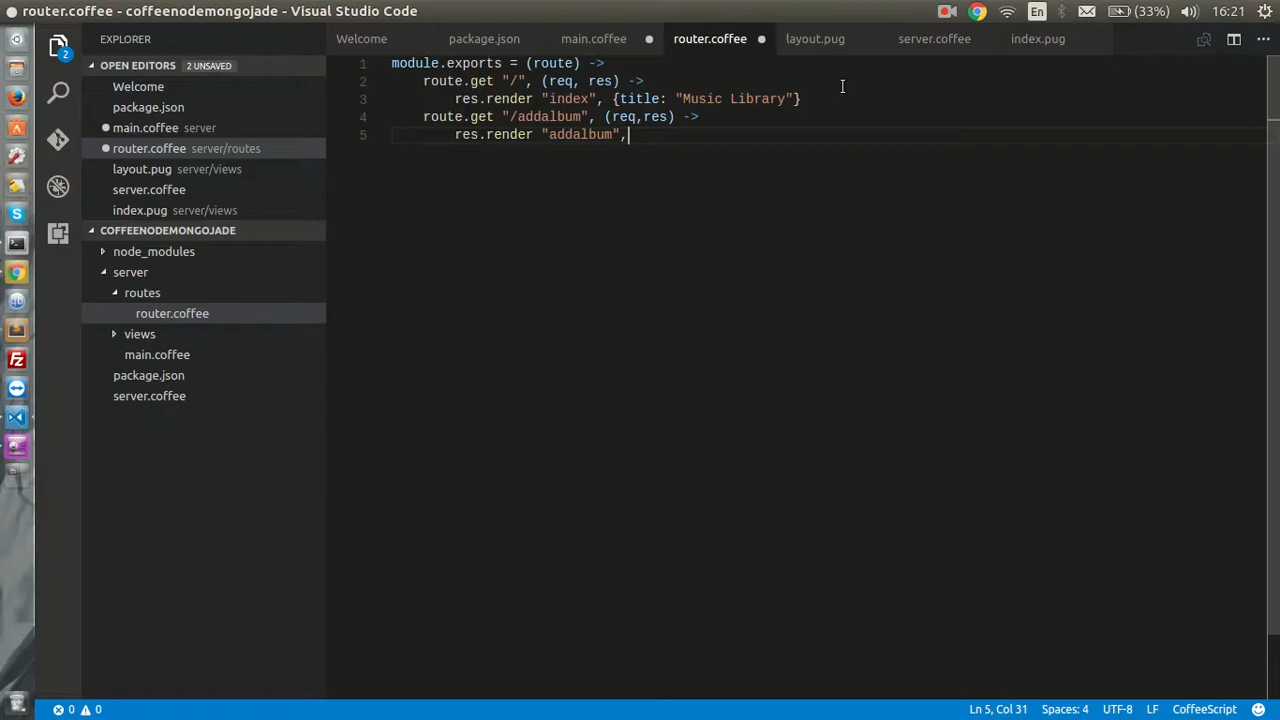 router.coffee - coffeenodemongojade - Visual Studio Code
En
(33%)
16:21
EXPLORER
Welcome
package.json
main.coffee
router.coffee
layout.pug
server.coffee
index.pug
OPEN EDITORS 2 UNSAVED
Welcome
package.json
main.coffee server
router.coffee server/routes
layout.pug server/views
server.coffee
index.pug server/views
COFFEENODEMONGOJADE
node_modules
server
routes
router.coffee
views
main.coffee
package.json
server.coffee
2
1 module.exports = (route) ->
2 route.get "/", (req, res) ->
3 res.render "index", {title: "Music Library"}
4 route.get "/addalbum", (req,res) ->
5 res.render "addalbum",
0 0
Ln 5, Col 31
Spaces: 4
UTF-8
LF
CoffeeScript